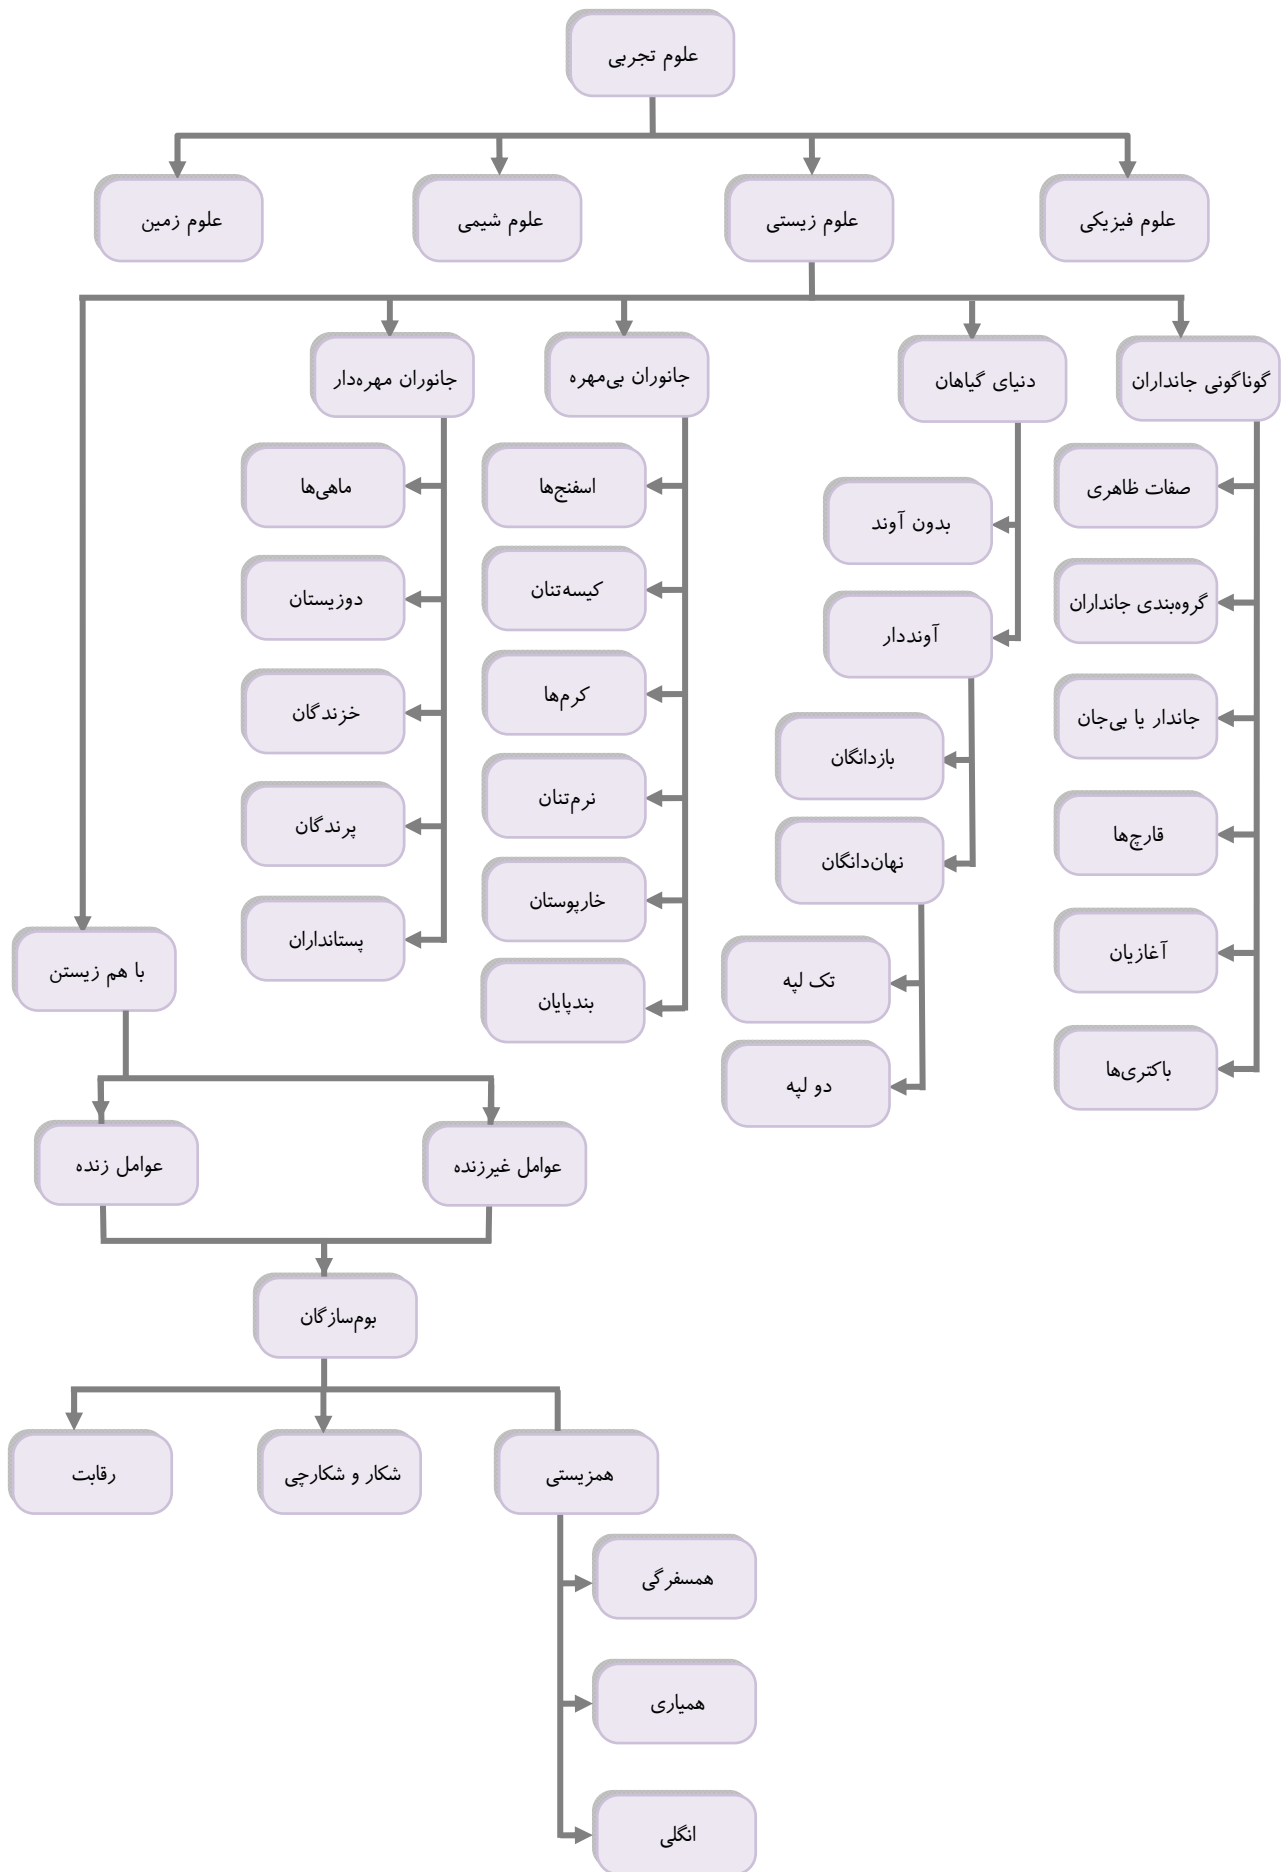 علوم تجربی
علوم فیزیکی
علوم زیستی
علوم شیمی
علوم زمین
گوناگونی جانداران
دنیای گیاهان
جانوران بی‌مهره
جانوران مهره‌دار
صفات ظاهری
گروه‌بندی جانداران
جاندار یا بی‌جان
قارچ‌ها
آغازیان
باکتری‌ها
بدون آوند
آونددار
بازدانگان
نهان‌دانگان
تک لپه
دو لپه
اسفنج‌ها
کیسه‌تنان
کرم‌ها
نرم‌تنان
خارپوستان
بندپایان
ماهی‌ها
دوزیستان
خزندگان
پرندگان
پستانداران
با هم زیستن
عوامل غیرزنده
عوامل زنده
بوم‌سازگان
همزیستی
شکار و شکارچی
رقابت
همسفرگی
همیاری
انگلی